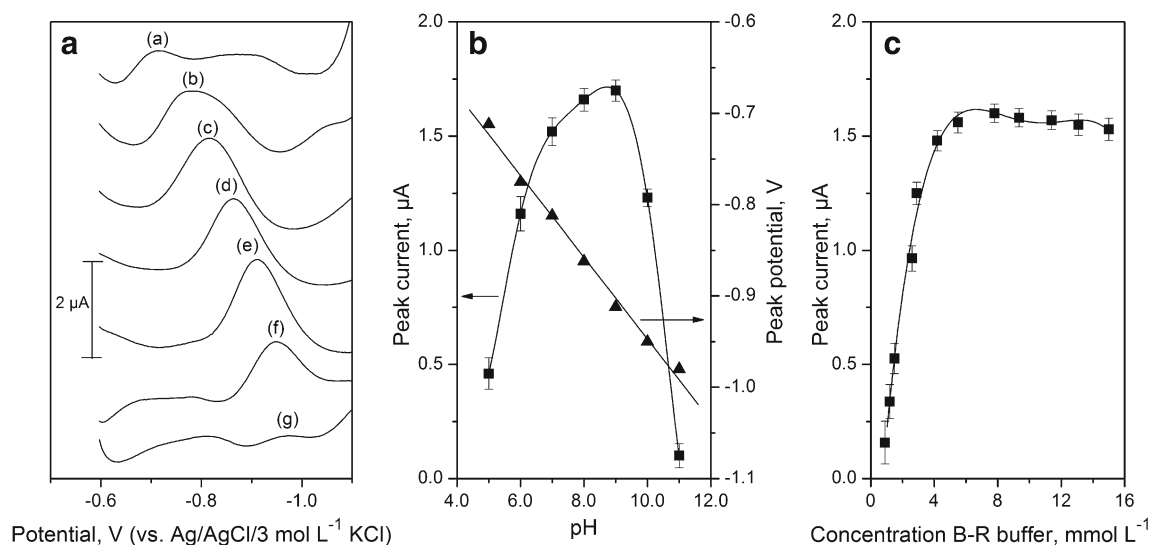 a
(a)
(b)
(c)
(d)
(e)
(f)
(g)
2 µA
-0.6
-0.8
-1.0
Potential, V (vs. Ag/AgCl/3 mol L⁻¹ KCl)
b
Peak current, µA
2.0
1.5
1.0
0.5
0.0
4.0
6.0
8.0
10.0
12.0
pH
-0.6
-0.7
-0.8
-0.9
-1.0
-1.1
Peak potential, V
c
Peak current, µA
2.0
1.5
1.0
0.5
0.0
0
4
8
12
16
Concentration B-R buffer, mmol L⁻¹